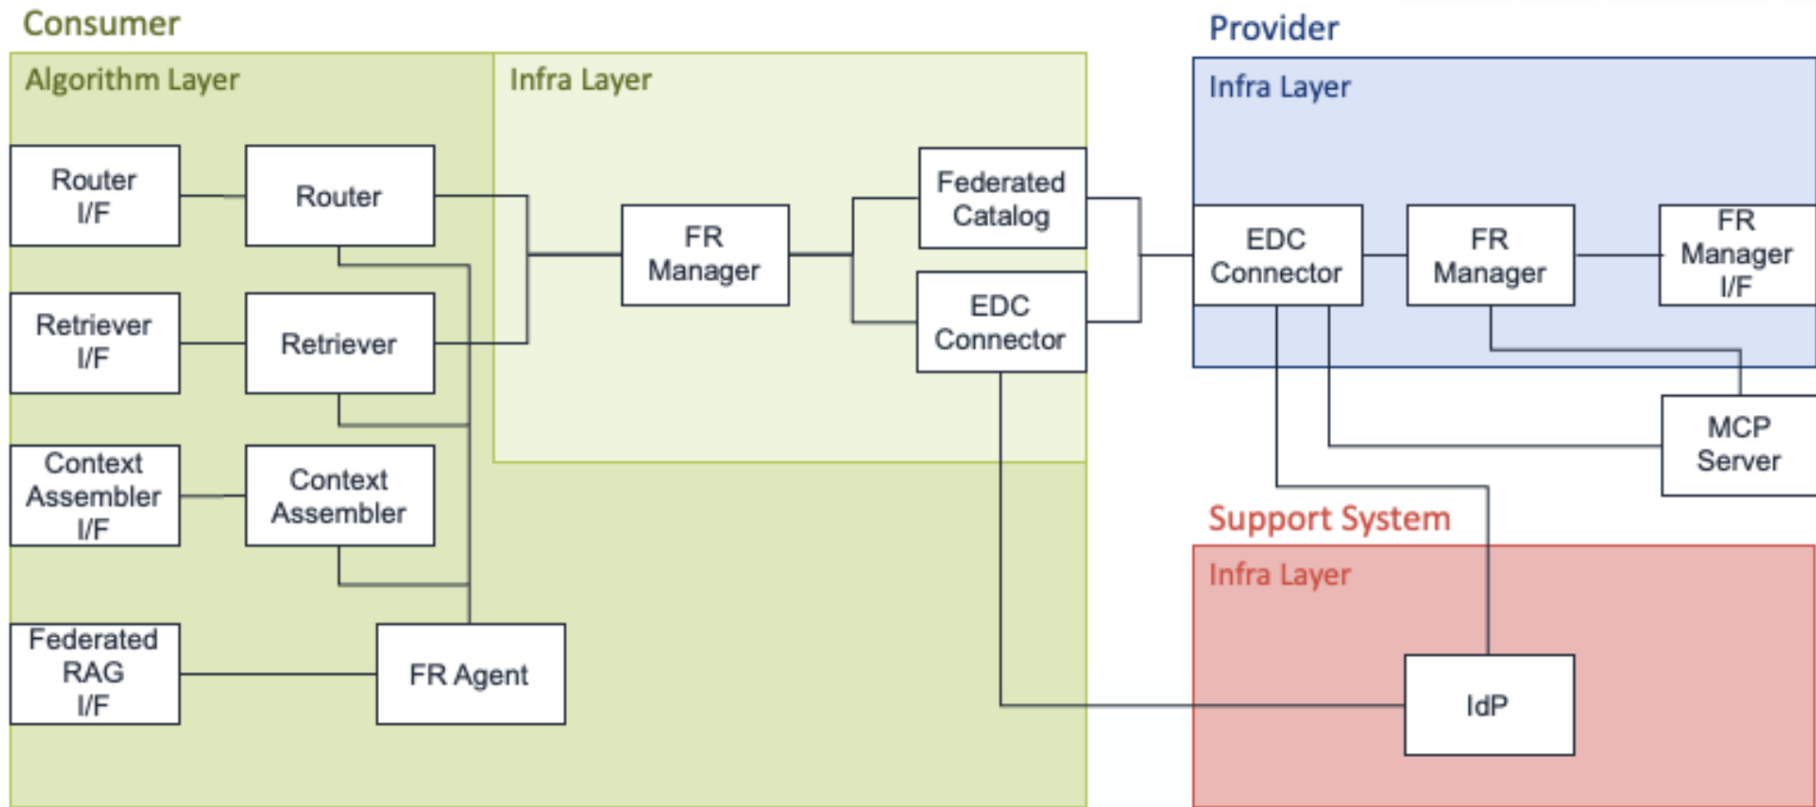 Consumer
Algorithm Layer
Infra Layer
Router
I/F
Router
Retriever
I/F
Retriever
Context
Assembler
I/F
Context
Assembler
Federated
RAG
I/F
FR Agent
FR
Manager
Federated
Catalog
EDC
Connector
Provider
Infra Layer
EDC
Connector
FR
Manager
FR
Manager
I/F
MCP
Server
Support System
Infra Layer
IdP